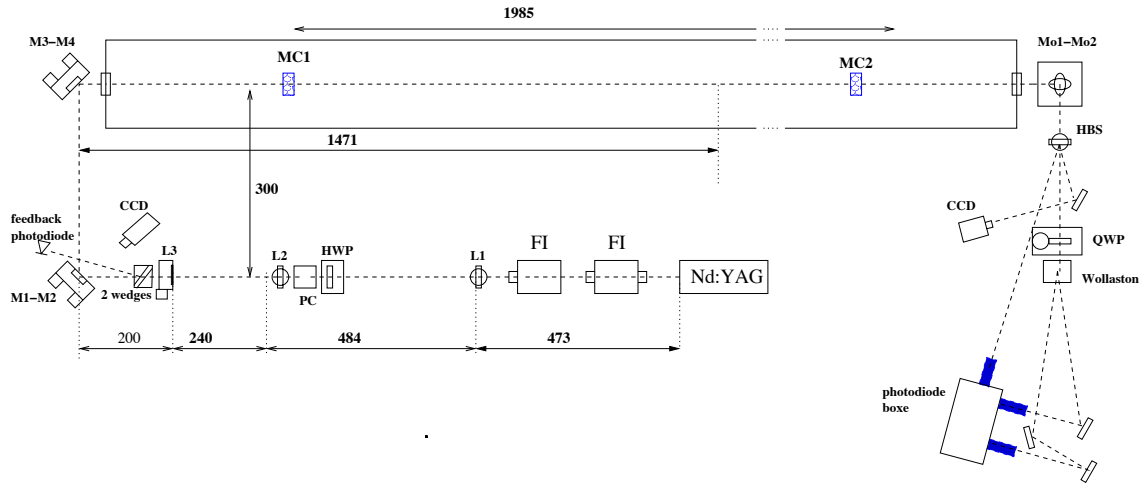 1985
M3–M4
MC1
MC2
Mo1–Mo2
HBS
1471
300
CCD
feedback
photodiode
L3
L2
HWP
L1
FI
FI
CCD
QWP
M1–M2
2 wedges
PC
Nd:YAG
Wollaston
200
240
484
473
photodiode
boxe